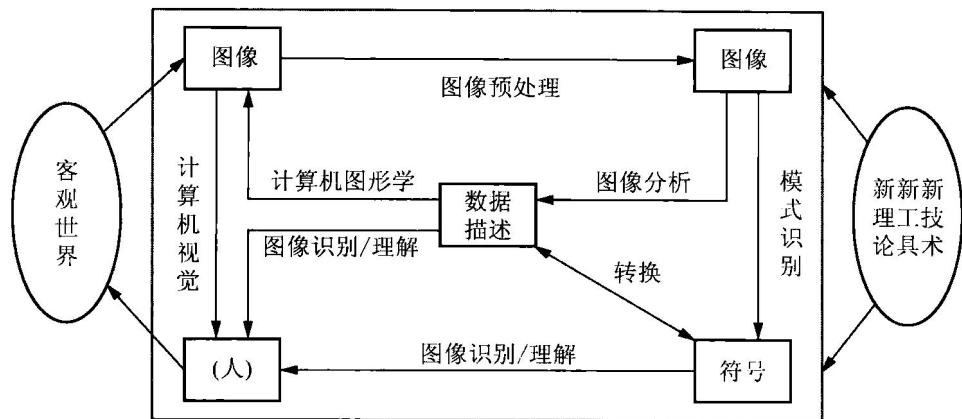 图像
图像
图像预处理
客观世界
计算机视觉
计算机图形学
图像分析
模式识别
新理论
新工具
新技术
数据
描述
图像识别/理解
转换
(人)
图像识别/理解
符号